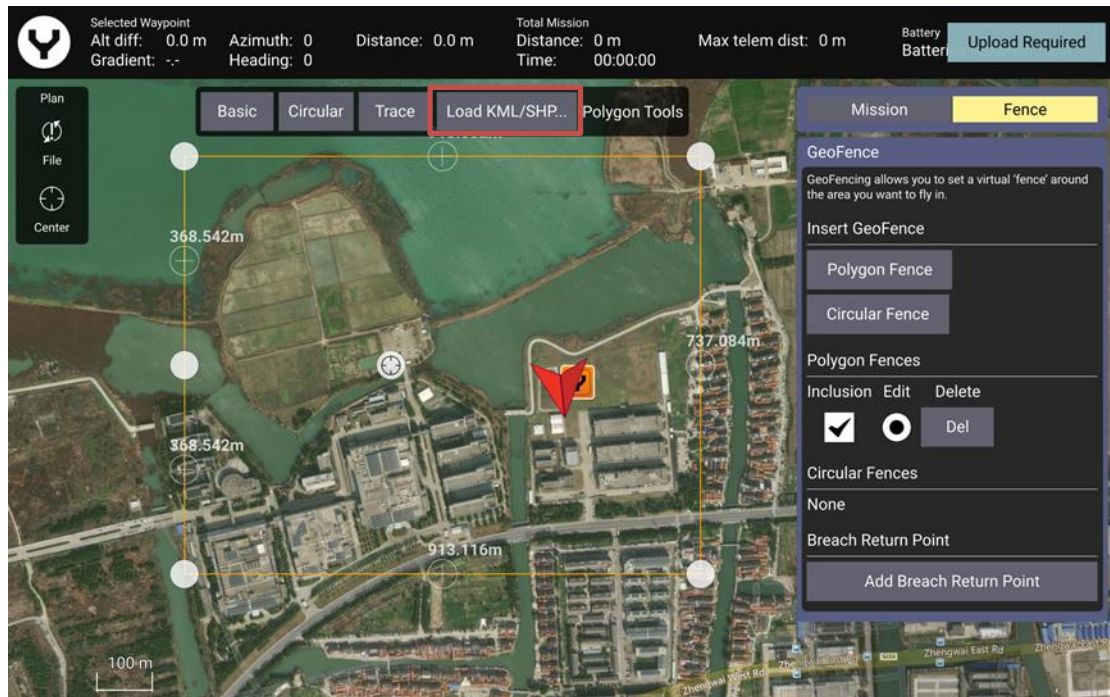 Selected Waypoint
Alt diff: 0.0 m Azimuth: 0 Distance: 0.0 m
Gradient: -.- Heading: 0
Total Mission
Distance: 0 m Max telem dist: 0 m
Time: 00:00:00
Battery
Batteri
Upload Required
Plan
File
Center
Basic Circular Trace Load KML/SHP... Polygon Tools
368.542m
737.084m
368.542m
913.116m
100 m
Mission Fence
GeoFence
GeoFencing allows you to set a virtual 'fence' around
the area you want to fly in.
Insert GeoFence
Polygon Fence
Circular Fence
Polygon Fences
Inclusion Edit Delete
Del
Circular Fences
None
Breach Return Point
Add Breach Return Point
Zhengwai West Rd
Zhengwai East Rd